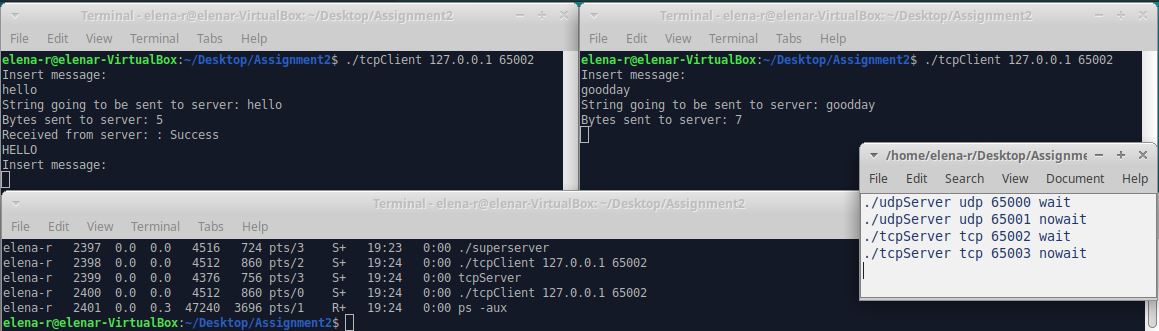 Terminal - elena-r@elenar-VirtualBox: ~/Desktop/Assignment2
File Edit View Terminal Tabs Help
elena-r@elenar-VirtualBox:~/Desktop/Assignment2$ ./tcpClient 127.0.0.1 65002
Insert message:
hello
String going to be sent to server: hello
Bytes sent to server: 5
Received from server: : Success
HELLO
Insert message:
Terminal - elena-r@elenar-VirtualBox: ~/Desktop/Assignment2
File Edit View Terminal Tabs Help
elena-r@elenar-VirtualBox:~/Desktop/Assignment2$ ./tcpClient 127.0.0.1 65002
Insert message:
goodday
String going to be sent to server: goodday
Bytes sent to server: 7
/home/elena-r/Desktop/Assignme
File Edit Search View Document Help
./udpServer udp 65000 wait
./udpServer udp 65001 nowait
./tcpServer tcp 65002 wait
./tcpServer tcp 65003 nowait
Terminal - elena-r@elenar-VirtualBox: ~/Desktop/Assignment2
File Edit View Terminal Tabs Help
elena-r 2397 0.0 0.0 4516 724 pts/3 S+ 19:23 0:00 ./superserver
elena-r 2398 0.0 0.0 4512 860 pts/2 S+ 19:24 0:00 ./tcpClient 127.0.0.1 65002
elena-r 2399 0.0 0.0 4376 756 pts/3 S+ 19:24 0:00 tcpServer
elena-r 2400 0.0 0.0 4512 860 pts/0 S+ 19:24 0:00 ./tcpClient 127.0.0.1 65002
elena-r 2401 0.0 0.3 47240 3696 pts/1 R+ 19:24 0:00 ps -aux
elena-r@elenar-VirtualBox:~/Desktop/Assignment2$